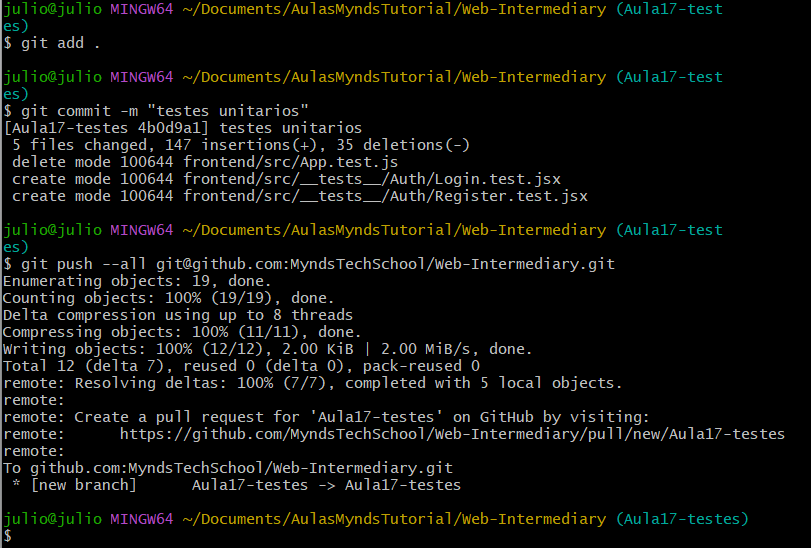 julio@julio MINGW64 ~/Documents/AulasMyndsTutorial/Web-Intermediary (Aula17-test
es)
$ git add .
julio@julio MINGW64 ~/Documents/AulasMyndsTutorial/Web-Intermediary (Aula17-test
es)
$ git commit -m "testes unitarios"
[Aula17-testes 4b0d9a1] testes unitarios
 5 files changed, 147 insertions(+), 35 deletions(-)
 delete mode 100644 frontend/src/App.test.js
 create mode 100644 frontend/src/__tests__/Auth/Login.test.jsx
 create mode 100644 frontend/src/__tests__/Auth/Register.test.jsx
julio@julio MINGW64 ~/Documents/AulasMyndsTutorial/Web-Intermediary (Aula17-test
es)
$ git push --all git@github.com:MyndsTechSchool/Web-Intermediary.git
Enumerating objects: 19, done.
Counting objects: 100% (19/19), done.
Delta compression using up to 8 threads
Compressing objects: 100% (11/11), done.
Writing objects: 100% (12/12), 2.00 KiB | 2.00 MiB/s, done.
Total 12 (delta 7), reused 0 (delta 0), pack-reused 0
remote: Resolving deltas: 100% (7/7), completed with 5 local objects.
remote:
remote: Create a pull request for 'Aula17-testes' on GitHub by visiting:
remote:      https://github.com/MyndsTechSchool/Web-Intermediary/pull/new/Aula17-testes
remote:
To github.com:MyndsTechSchool/Web-Intermediary.git
 * [new branch]      Aula17-testes -> Aula17-testes
julio@julio MINGW64 ~/Documents/AulasMyndsTutorial/Web-Intermediary (Aula17-testes)
$